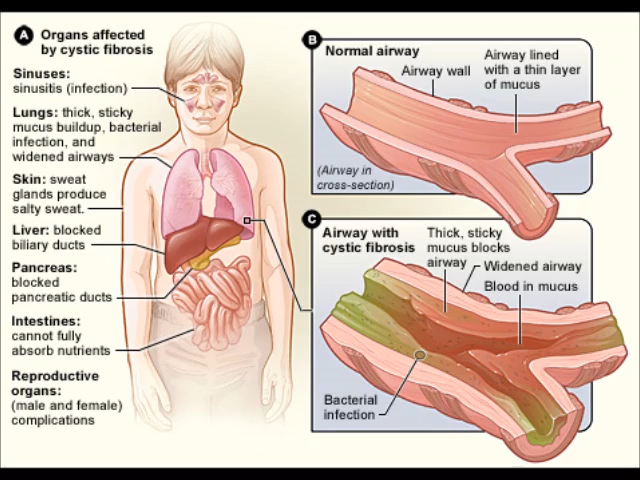 A Organs affected
by cystic fibrosis
Sinuses:
sinusitis (infection)
Lungs: thick, sticky
mucus buildup, bacterial
infection, and
widened airways
Skin: sweat
glands produce
salty sweat.
Liver: blocked
biliary ducts
Pancreas:
blocked
pancreatic ducts
Intestines:
cannot fully
absorb nutrients
Reproductive
organs:
(male and female)
complications
B
Normal airway
Airway wall
Airway lined
with a thin layer
of mucus
(Airway in
cross-section)
C
Airway with
cystic fibrosis
Thick, sticky
mucus blocks
airway
Widened airway
Blood in mucus
Bacterial
infection